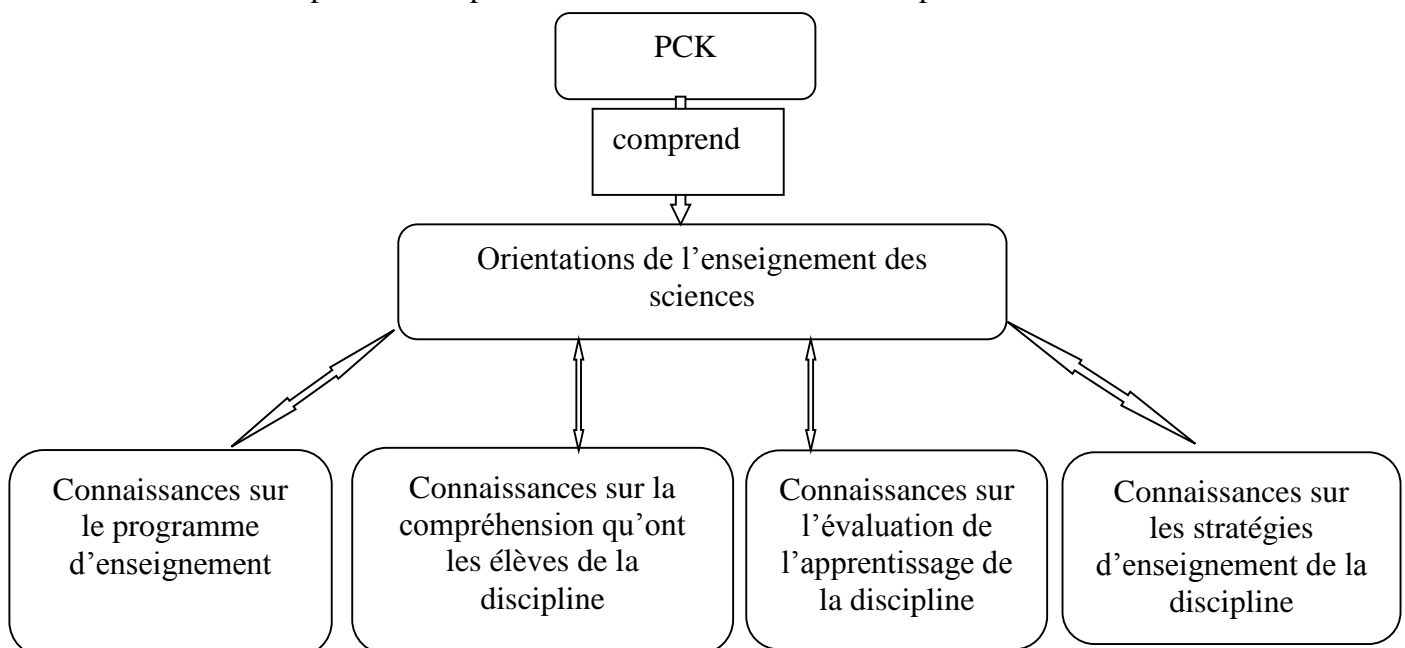 PCK
comprend
Orientations de l’enseignement des
sciences
Connaissances sur
le programme
d’enseignement
Connaissances sur la
compréhension qu’ont
les élèves de la
discipline
Connaissances sur
l’évaluation de
l’apprentissage de
la discipline
Connaissances sur
les stratégies
d’enseignement de la
discipline